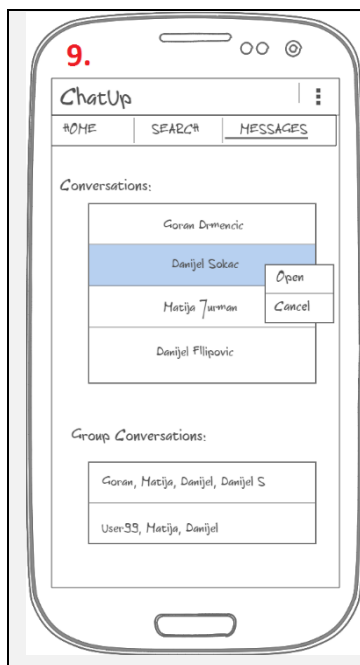 9.
ChatUp
HOME SEARCH MESSAGES
Conversations:
Goran Drmencic
Danijel Sokac
Open
Matija Turman
Cancel
Danijel FIlipovic
Group Conversations:
Goran, Matija, Danijel, Danijel S
User99, Matija, Danijel